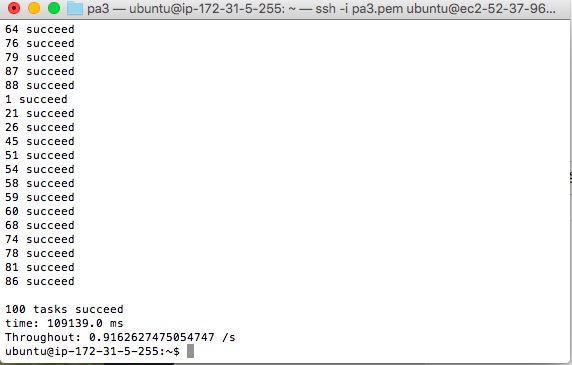 pa3 — ubuntu@ip-172-31-5-255: ~ — ssh -i pa3.pem ubuntu@ec2-52-37-96...
64 succeed
76 succeed
79 succeed
87 succeed
88 succeed
1 succeed
21 succeed
26 succeed
45 succeed
51 succeed
54 succeed
58 succeed
59 succeed
60 succeed
68 succeed
74 succeed
78 succeed
81 succeed
86 succeed
100 tasks succeed
time: 109139.0 ms
Throughout: 0.9162627475054747 /s
ubuntu@ip-172-31-5-255:~$